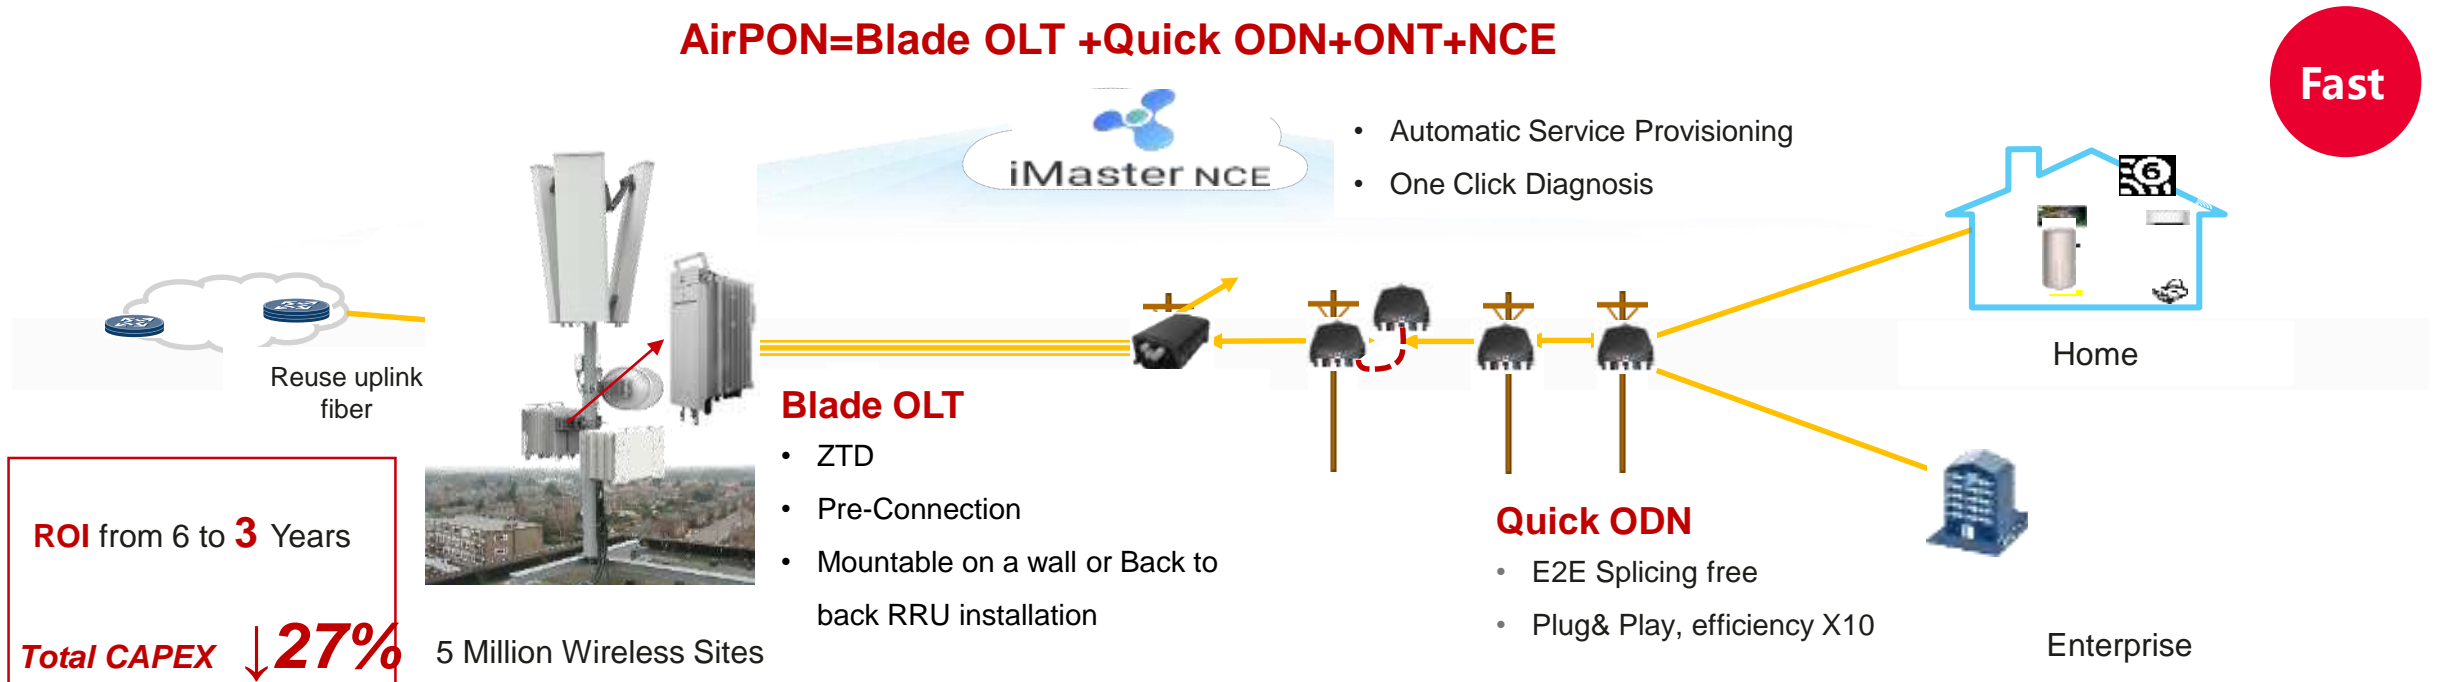 AirPON=Blade OLT +Quick ODN+ONT+NCE
Fast
iMaster NCE
• Automatic Service Provisioning
• One Click Diagnosis
6
Reuse uplink
fiber
Home
Blade OLT
• ZTD
• Pre-Connection
• Mountable on a wall or Back to
back RRU installation
Quick ODN
• E2E Splicing free
• Plug& Play, efficiency X10
ROI from 6 to 3 Years
Total CAPEX ↓27%
5 Million Wireless Sites
Enterprise